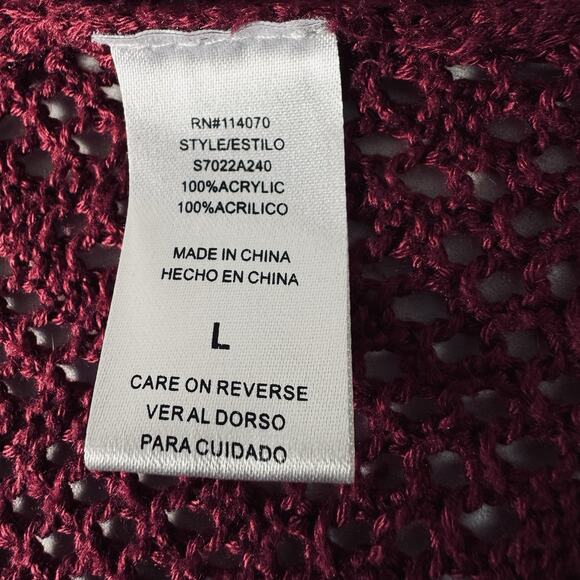 RN#114070
STYLE/ESTILO
S7022A240
100%ACRYLIC
100%ACRILICO
MADE IN CHINA
HECHO EN CHINA
L
CARE ON REVERSE
VER AL DORSO
PARA CUIDADO